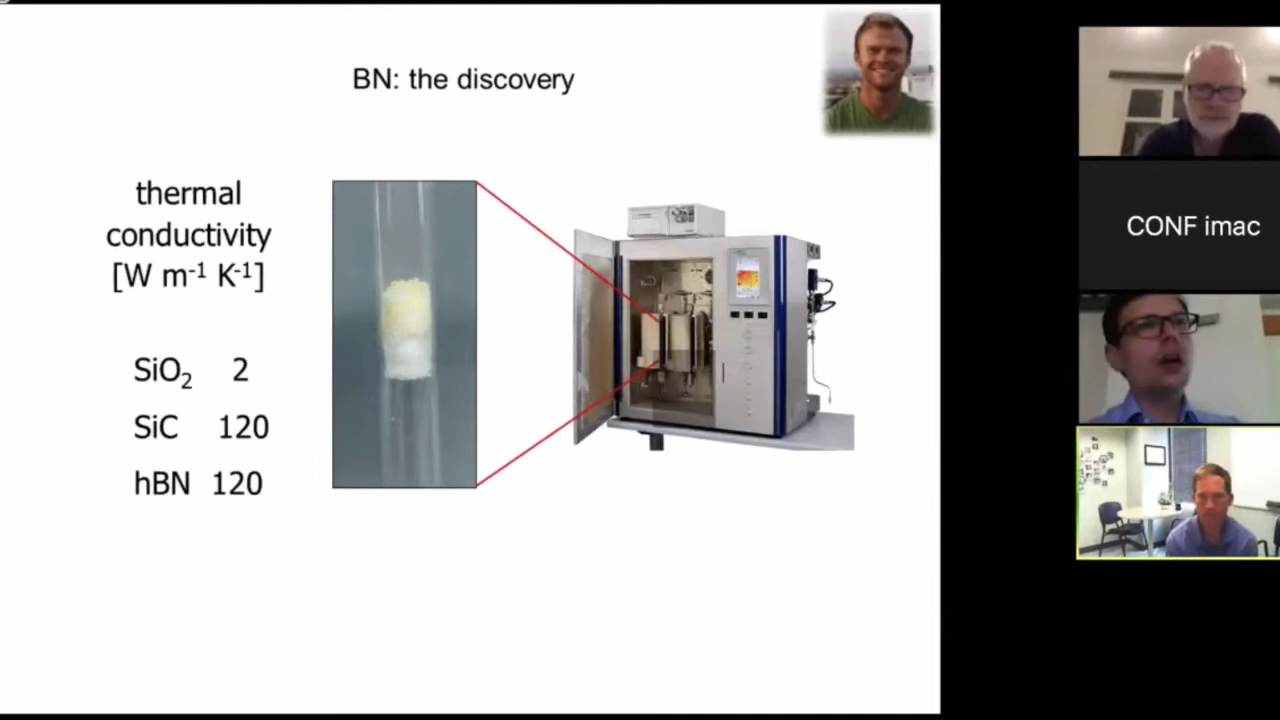 BN: the discovery
thermal
conductivity
[W m-1 K-1]
SiO2 2
SiC 120
hBN 120
CONF imac